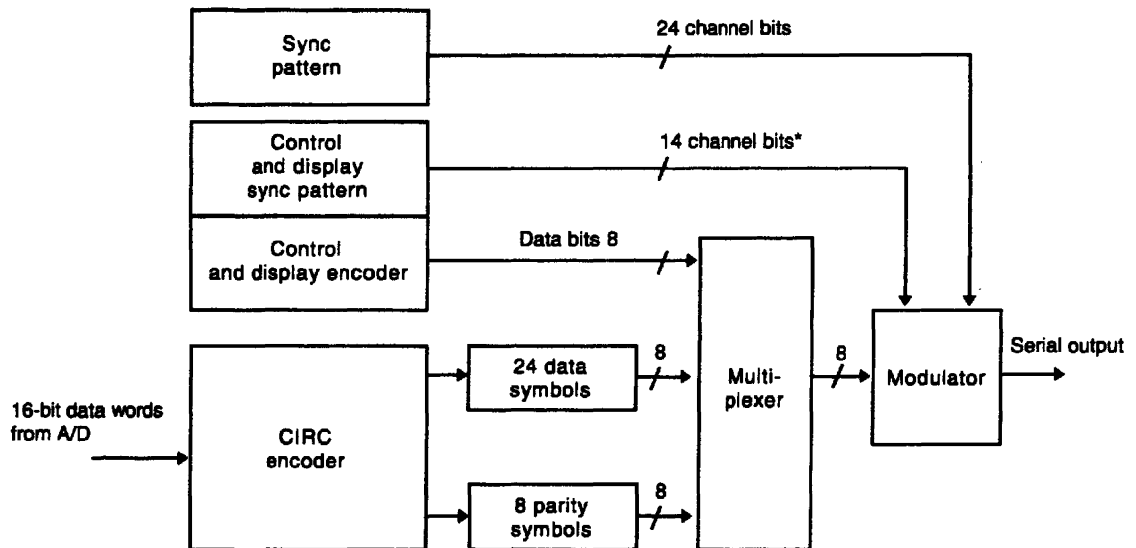 24 channel bits
Sync
pattern
14 channel bits*
Control
and display
sync pattern
Data bits 8
Control
and display encoder
Serial output
8
8
24 data
symbols
Multi-
plexer
Modulator
16-bit data words
from A/D
CIRC
encoder
8
8 parity
symbols